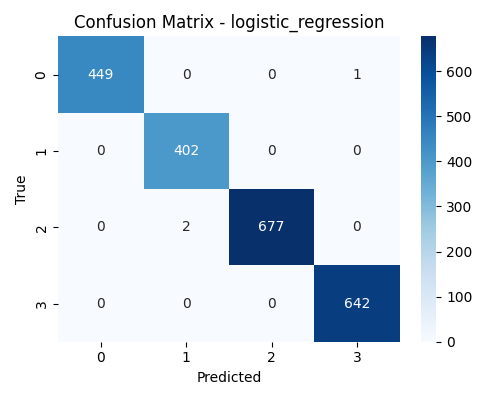 Confusion Matrix - logistic_regression
0 449 0 0 1
1 0 402 0 0
2 0 2 677 0
3 0 0 0 642
0 1 2 3
True
Predicted
600
500
400
300
200
100
0